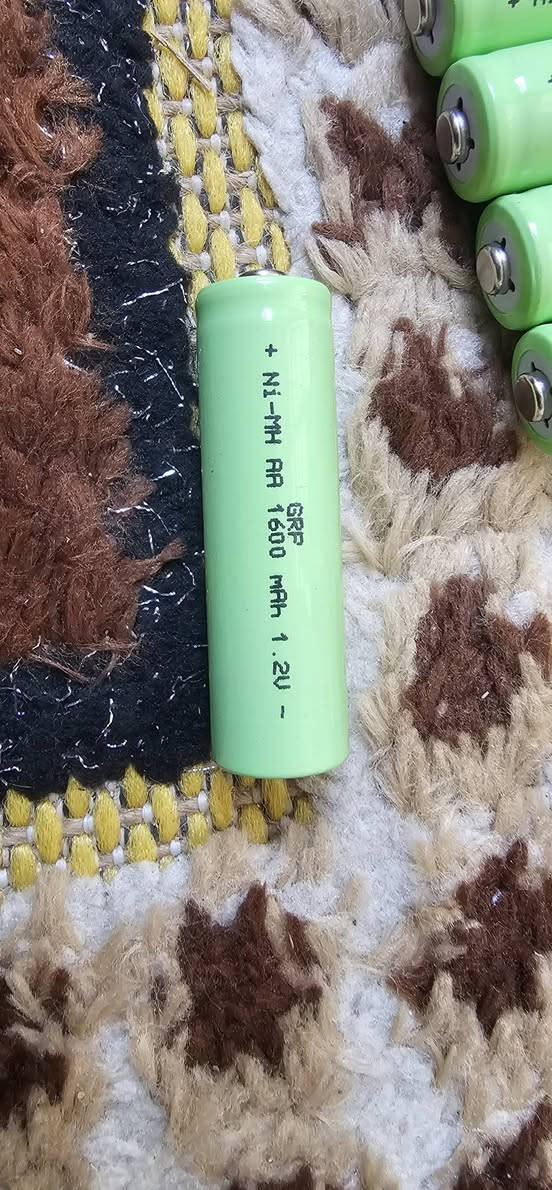 GRP
+ Ni-MH AA 1600 mAh 1.2V -